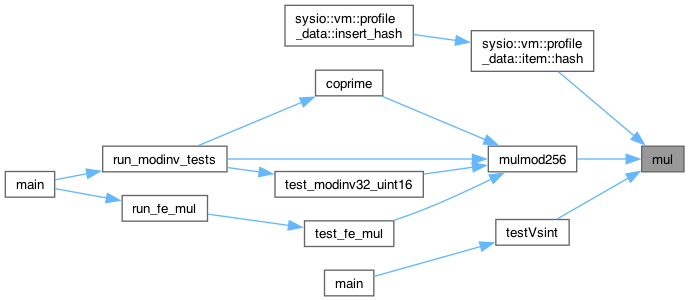 sysio::vm::profile
_data::insert_hash
sysio::vm::profile
_data::item::hash
coprime
run_modinv_tests
mulmod256
mul
main
test_modinv32_uint16
run_fe_mul
test_fe_mul
testVsint
main